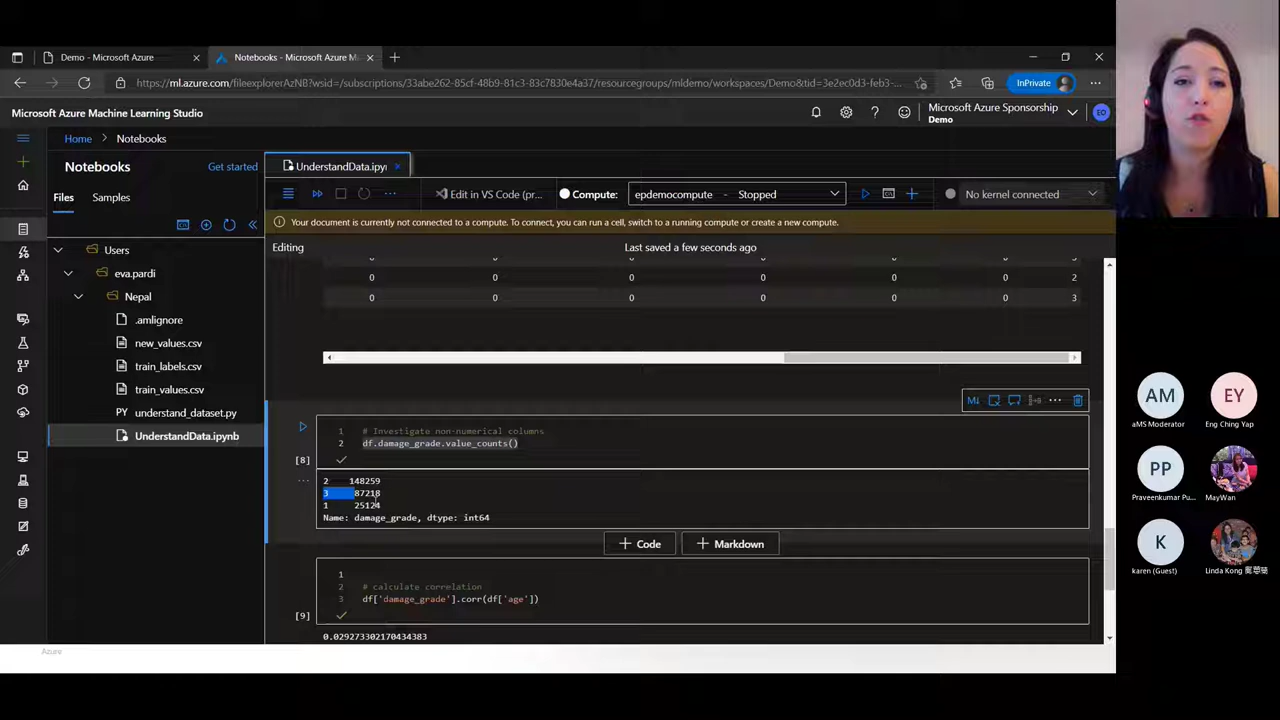 Demo - Microsoft Azure
Notebooks - Microsoft Azure M
https://ml.azure.com/fileexplorerAzNB?wsid=/subscriptions/33abe262-85cf-48b9-81c3-83c7830e4a37/resourcegroups/mldemo/workspaces/Demo&tid=3e2ec0d3-feb3-...
InPrivate
Microsoft Azure Machine Learning Studio
Microsoft Azure Sponsorship
Demo
EO
Home > Notebooks
Notebooks
Get started
UnderstandData.ipyn
Files
Samples
Edit in VS Code (pr...
Compute:
epdemocompute - Stopped
No kernel connected
Your document is currently not connected to a compute. To connect, you can run a cell, switch to a running compute or create a new compute.
Editing
Last saved a few seconds ago
Users
eva.pardi
Nepal
.amlignore
new_values.csv
train_labels.csv
train_values.csv
PY understand_dataset.py
UnderstandData.ipynb
0 0 0 0 0 0 2
0 0 0 0 0 0 3
M↓
1 # Investigate non-numerical columns
2 df.damage_grade.value_counts()
[8]
2 148259
3 87218
1 25124
Name: damage_grade, dtype: int64
+ Code
+ Markdown
1
2 # calculate correlation
3 df['damage_grade'].corr(df['age'])
[9]
0.029273302170434383
Azure
AM
aMS Moderator
EY
Eng Ching Yap
PP
Praveenkumar Pu...
MayWan
K
karen (Guest)
Linda Kong